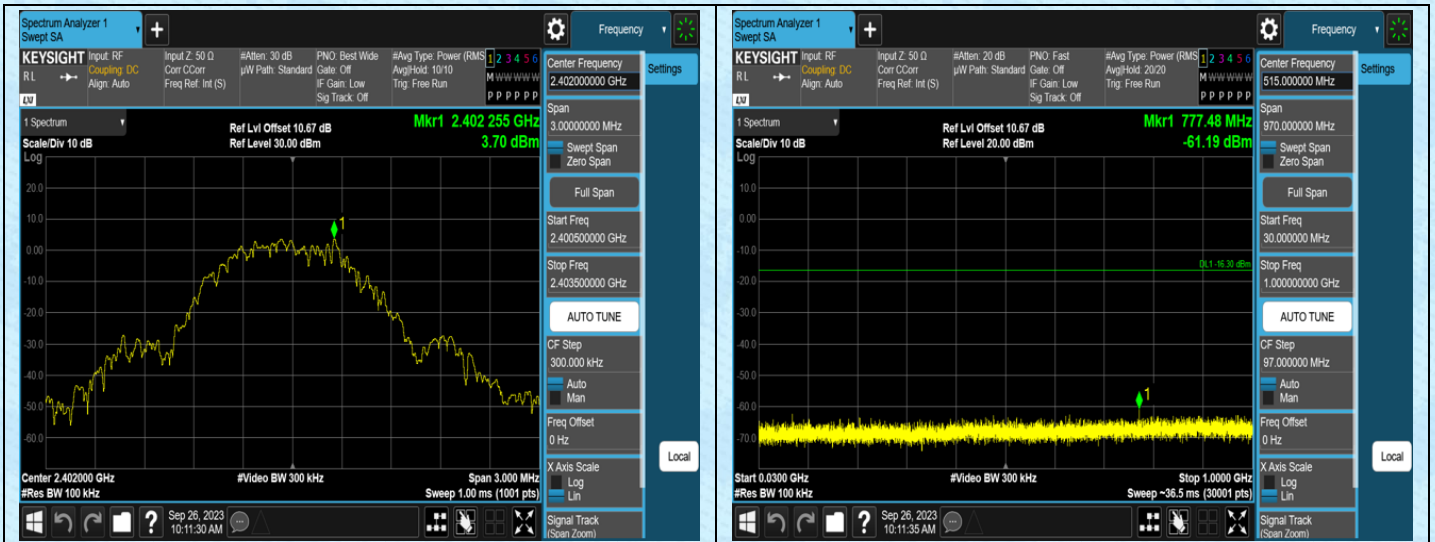 Spectrum Analyzer 1
Swept SA
Frequency
KEYSIGHT
RL
Input: RF
Coupling: DC
Align: Auto
Input Z: 50 Ω
Corr CCorr
Freq Ref: Int (S)
#Atten: 30 dB
µW Path: Standard
PNO: Best Wide
Gate: Off
IF Gain: Low
Sig Track: Off
#Avg Type: Power (RMS
Avg|Hold: 10/10
Trig: Free Run
1 2 3 4 5 6
M W W W W W
P P P P P P
Center Frequency
2.402000000 GHz
Settings
Span
3.00000000 MHz
Swept Span
Zero Span
Full Span
Start Freq
2.400500000 GHz
Stop Freq
2.403500000 GHz
AUTO TUNE
CF Step
300.000 kHz
Auto
Man
Freq Offset
0 Hz
X Axis Scale
Log
Lin
Signal Track
(Span Zoom)
Local
1 Spectrum
Scale/Div 10 dB
Log
Ref Lvl Offset 10.67 dB
Ref Level 30.00 dBm
Mkr1 2.402 255 GHz
3.70 dBm
20.0
10.0
0.00
-10.0
-20.0
-30.0
-40.0
-50.0
-60.0
1
Center 2.402000 GHz
#Res BW 100 kHz
#Video BW 300 kHz
Span 3.000 MHz
Sweep 1.00 ms (1001 pts)
Sep 26, 2023
10:11:30 AM
Spectrum Analyzer 1
Swept SA
Frequency
KEYSIGHT
RL
Input: RF
Coupling: DC
Align: Auto
Input Z: 50 Ω
Corr CCorr
Freq Ref: Int (S)
#Atten: 20 dB
µW Path: Standard
PNO: Fast
Gate: Off
IF Gain: Low
Sig Track: Off
#Avg Type: Power (RMS
Avg|Hold: 20/20
Trig: Free Run
1 2 3 4 5 6
M W W W W W
P P P P P P
Center Frequency
515.000000 MHz
Settings
Span
970.000000 MHz
Swept Span
Zero Span
Full Span
Start Freq
30.000000 MHz
Stop Freq
1.000000000 GHz
AUTO TUNE
CF Step
97.000000 MHz
Auto
Man
Freq Offset
0 Hz
X Axis Scale
Log
Lin
Signal Track
(Span Zoom)
Local
1 Spectrum
Scale/Div 10 dB
Log
Ref Lvl Offset 10.67 dB
Ref Level 20.00 dBm
Mkr1 777.48 MHz
-61.19 dBm
10.0
0.00
-10.0
-20.0
-30.0
-40.0
-50.0
-60.0
-70.0
DL1 -16.30 dBm
1
Start 0.0300 GHz
#Res BW 100 kHz
#Video BW 300 kHz
Stop 1.0000 GHz
Sweep ~36.5 ms (30001 pts)
Sep 26, 2023
10:11:35 AM